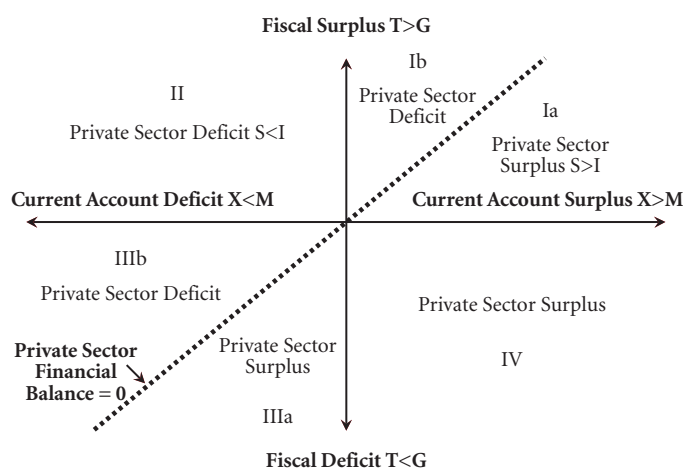 Fiscal Surplus T>G
Ib
Private Sector
Deficit
II
Private Sector Deficit S<I
Ia
Private Sector
Surplus S>I
Current Account Deficit X<M
Current Account Surplus X>M
IIIb
Private Sector Deficit
Private Sector Surplus
Private Sector
Financial
Balance = 0
Private Sector
Surplus
IV
IIIa
Fiscal Deficit T<G